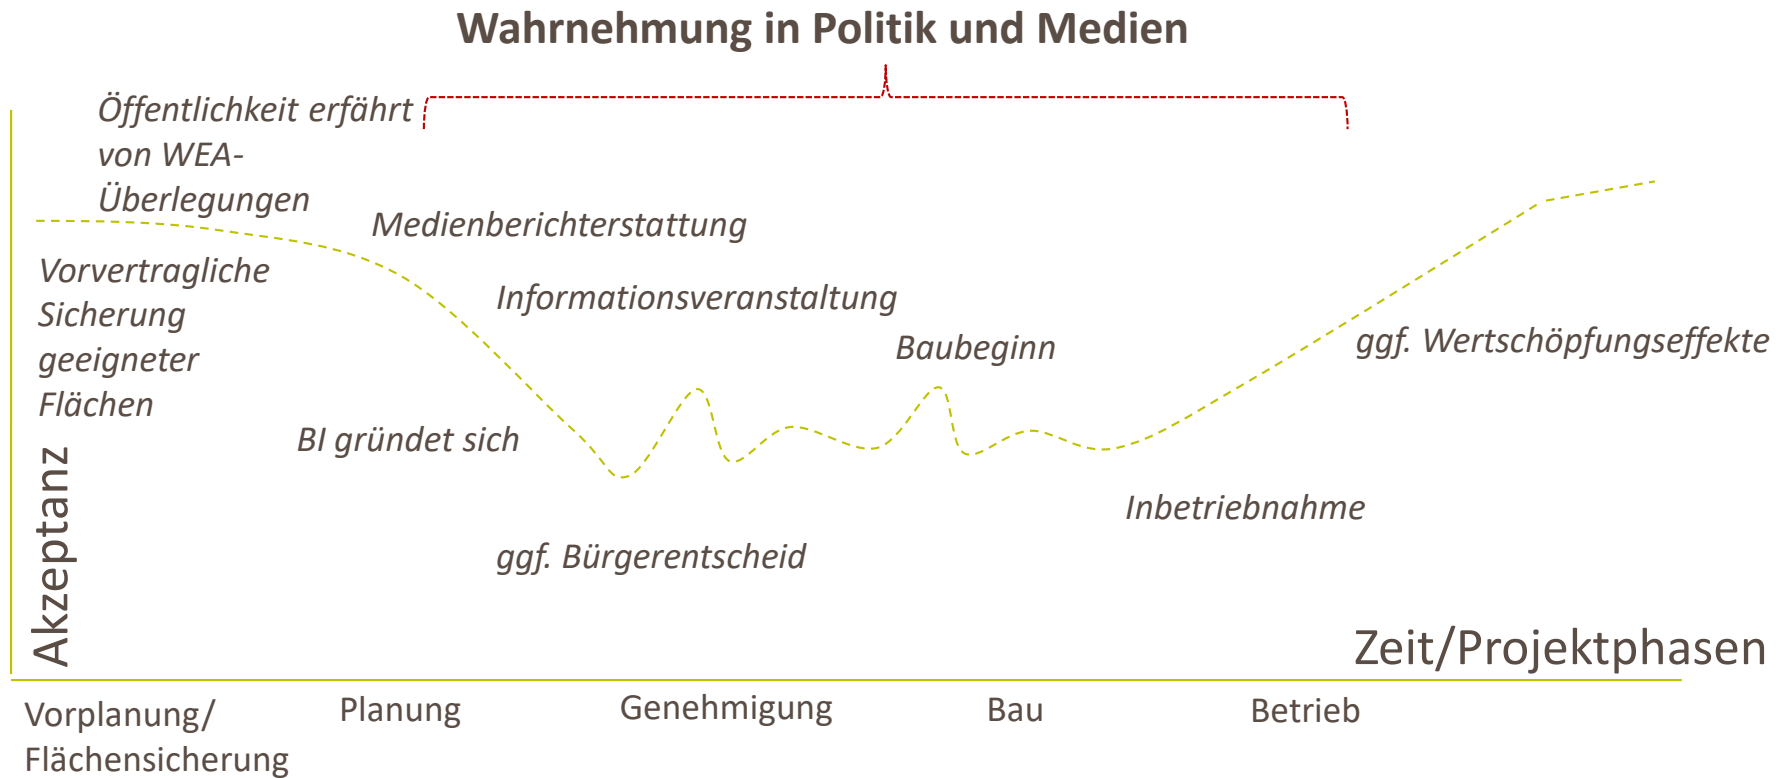 Wahrnehmung in Politik und Medien
Öffentlichkeit erfährt
von WEA-
Überlegungen
Medienberichterstattung
Vorvertragliche
Sicherung
geeigneter
Flächen
Informationsveranstaltung
Baubeginn
ggf. Wertschöpfungseffekte
BI gründet sich
Inbetriebnahme
ggf. Bürgerentscheid
Akzeptanz
Zeit/Projektphasen
Vorplanung/
Flächensicherung
Planung
Genehmigung
Bau
Betrieb